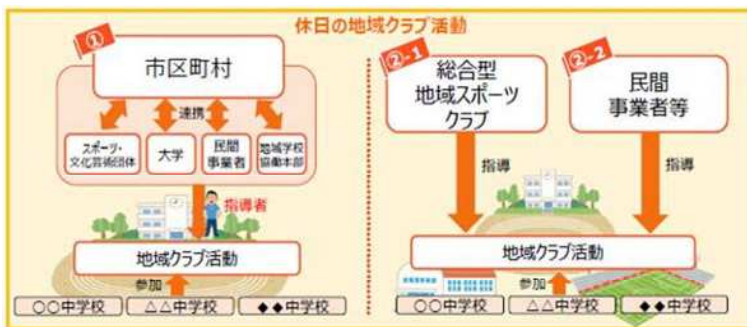 休日の地域クラブ活動
①
市区町村
連携
スポーツ・
文化芸術団体
大学
民間
事業者
地域学校
協働本部
指導者
地域クラブ活動
参加
○○中学校
△△中学校
◆◆中学校
②-1
総合型
地域スポーツ
クラブ
②-2
民間
事業者等
指導
指導
地域クラブ活動
参加
○○中学校
△△中学校
◆◆中学校